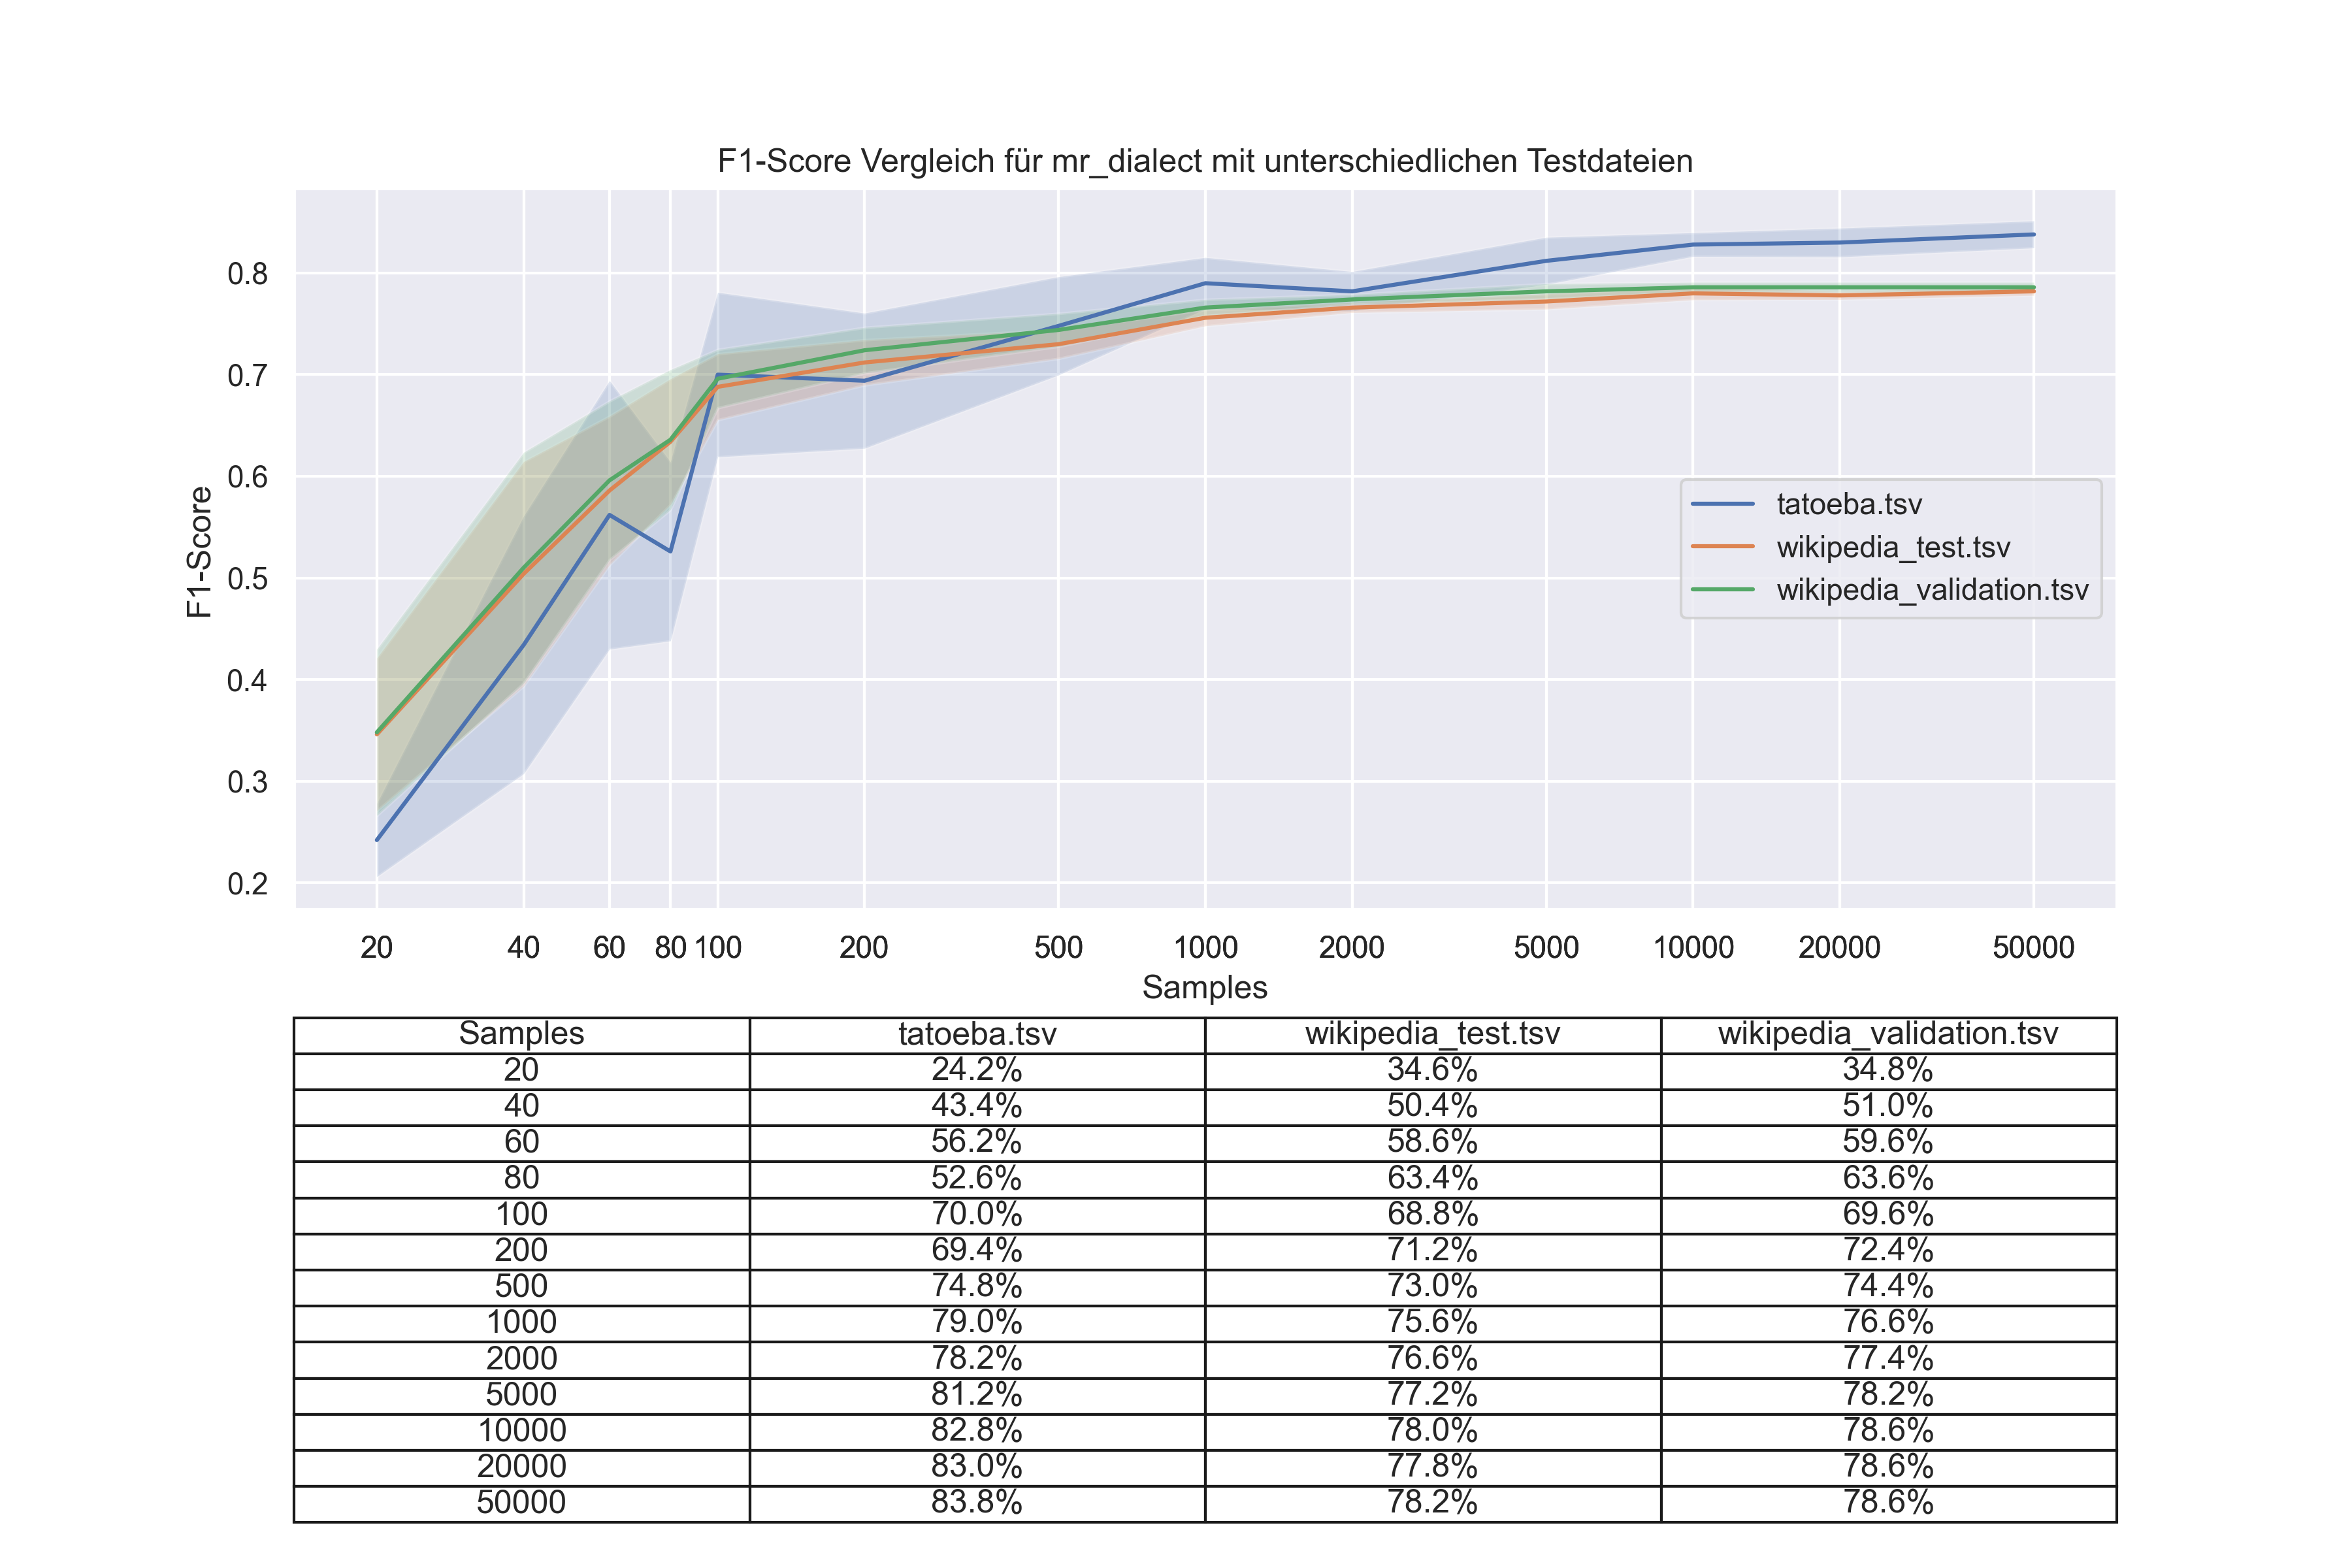 F1-Score Vergleich für mr_dialect mit unterschiedlichen Testdateien
F1-Score
0.8
0.7
0.6
0.5
0.4
0.3
0.2
tatoeba.tsv
wikipedia_test.tsv
wikipedia_validation.tsv
20 40 60 80 100 200 500 1000 2000 5000 10000 20000 50000
Samples
Samples tatoeba.tsv wikipedia_test.tsv wikipedia_validation.tsv
20 24.2% 34.6% 34.8%
40 43.4% 50.4% 51.0%
60 56.2% 58.6% 59.6%
80 52.6% 63.4% 63.6%
100 70.0% 68.8% 69.6%
200 69.4% 71.2% 72.4%
500 74.8% 73.0% 74.4%
1000 79.0% 75.6% 76.6%
2000 78.2% 76.6% 77.4%
5000 81.2% 77.2% 78.2%
10000 82.8% 78.0% 78.6%
20000 83.0% 77.8% 78.6%
50000 83.8% 78.2% 78.6%